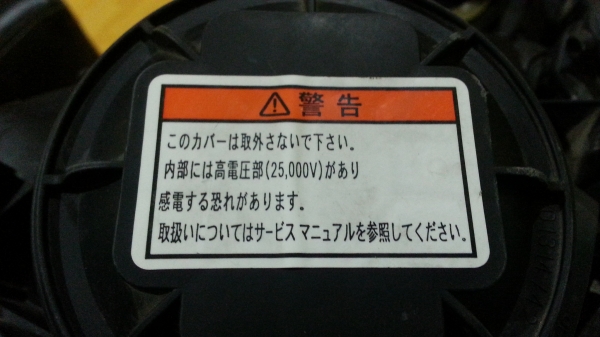 ⚠警告
このカバーは取外さないで下さい。
内部には高電圧部(25,000V)があり
感電する恐れがあります。
取扱いについてはサービスマニュアルを参照してください。